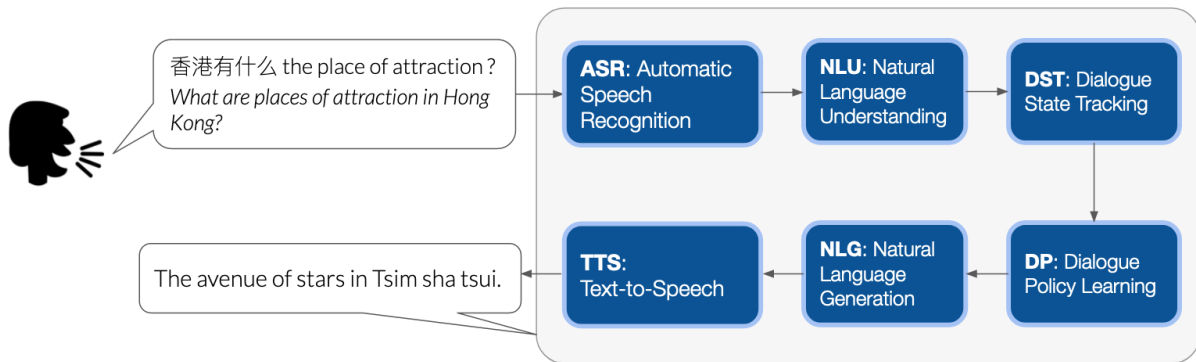 香港有什么 the place of attraction ?
What are places of attraction in Hong
Kong?
ASR: Automatic
Speech
Recognition
NLU: Natural
Language
Understanding
DST: Dialogue
State Tracking
DP: Dialogue
Policy Learning
NLG: Natural
Language
Generation
TTS:
Text-to-Speech
The avenue of stars in Tsim sha tsui.